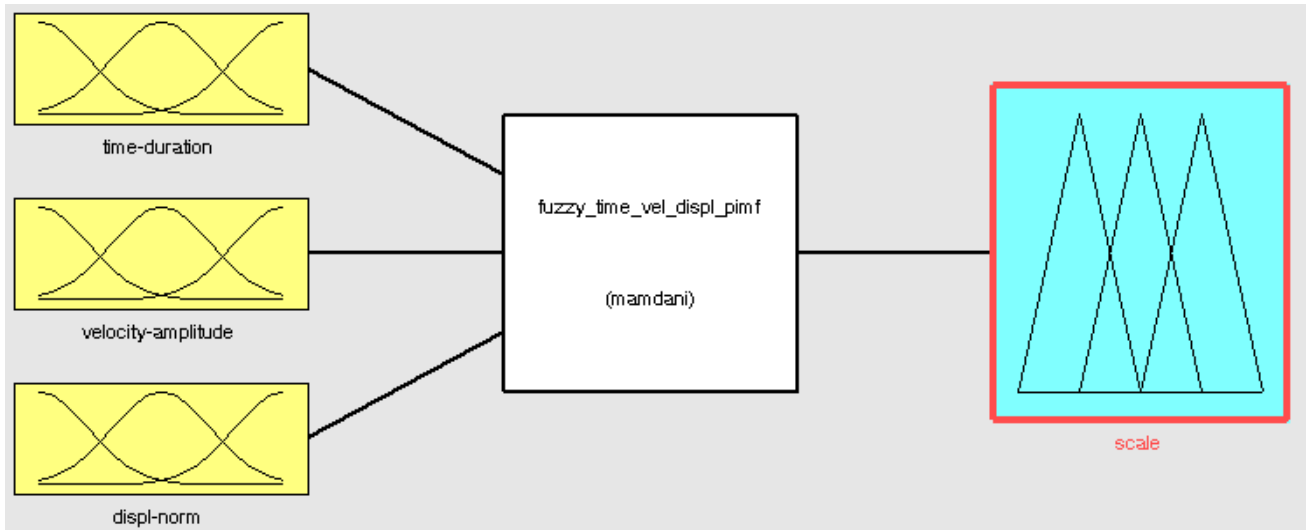 time-duration
velocity-amplitude
displ-norm
fuzzy_time_vel_displ_pimf
(mamdani)
scale